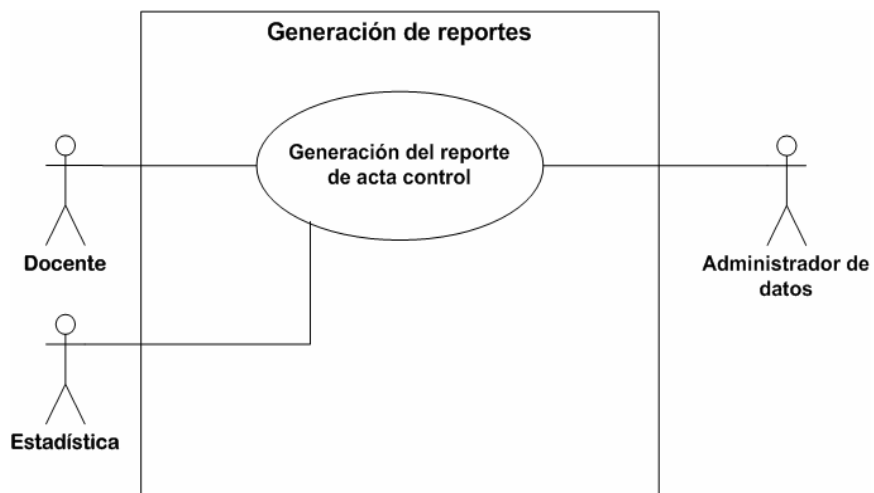 Generación de reportes
Generación del reporte
de acta control
Docente
Administrador de
datos
Estadística